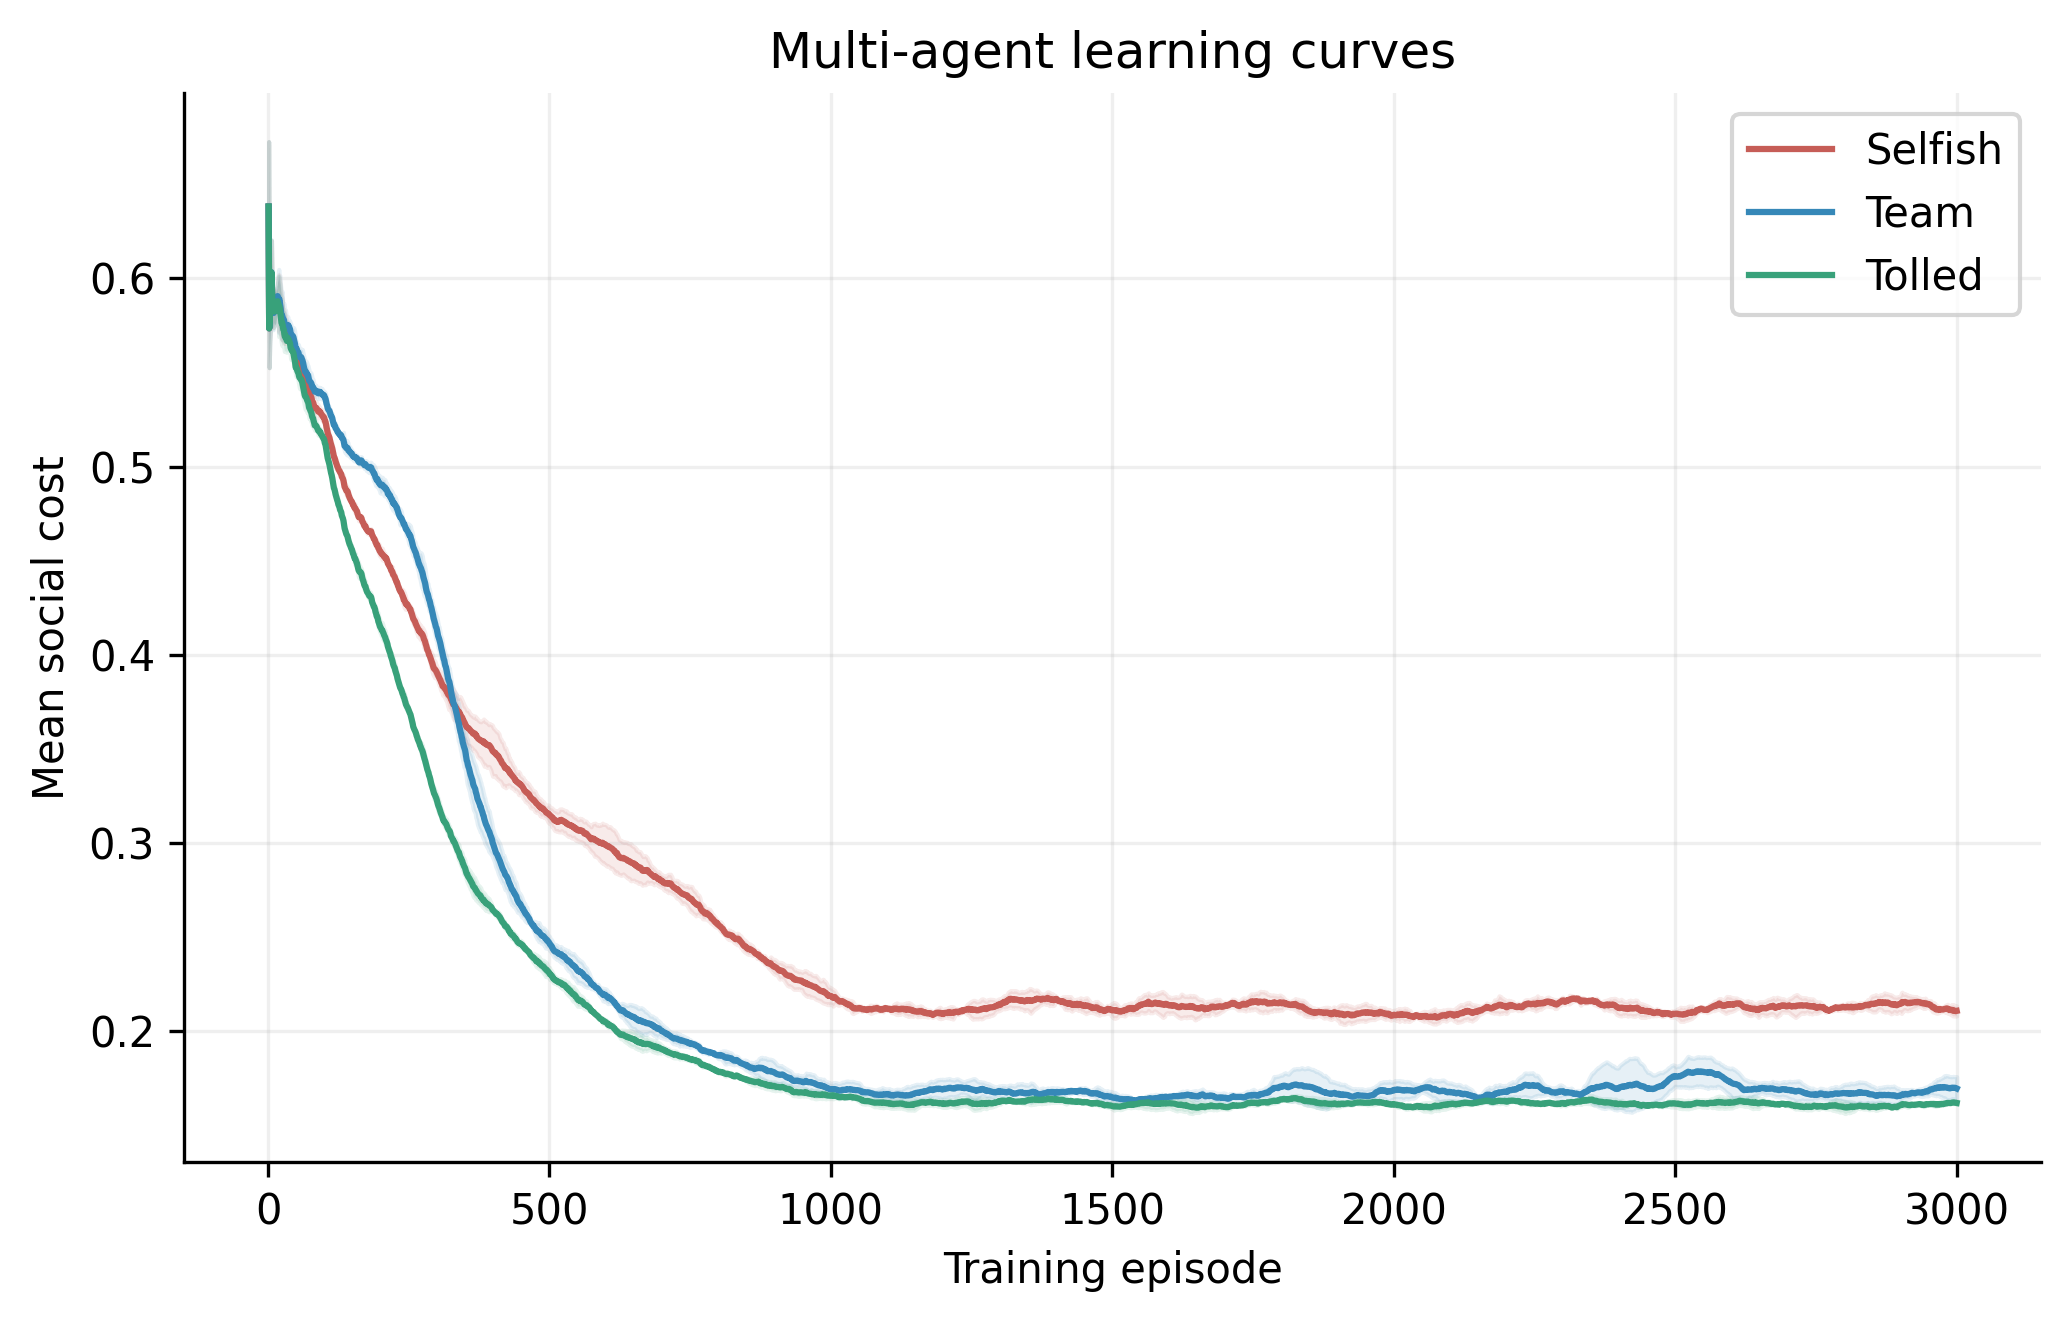 Multi-agent learning curves
Selfish
Team
Tolled
Mean social cost
0.6
0.5
0.4
0.3
0.2
0 500 1000 1500 2000 2500 3000
Training episode